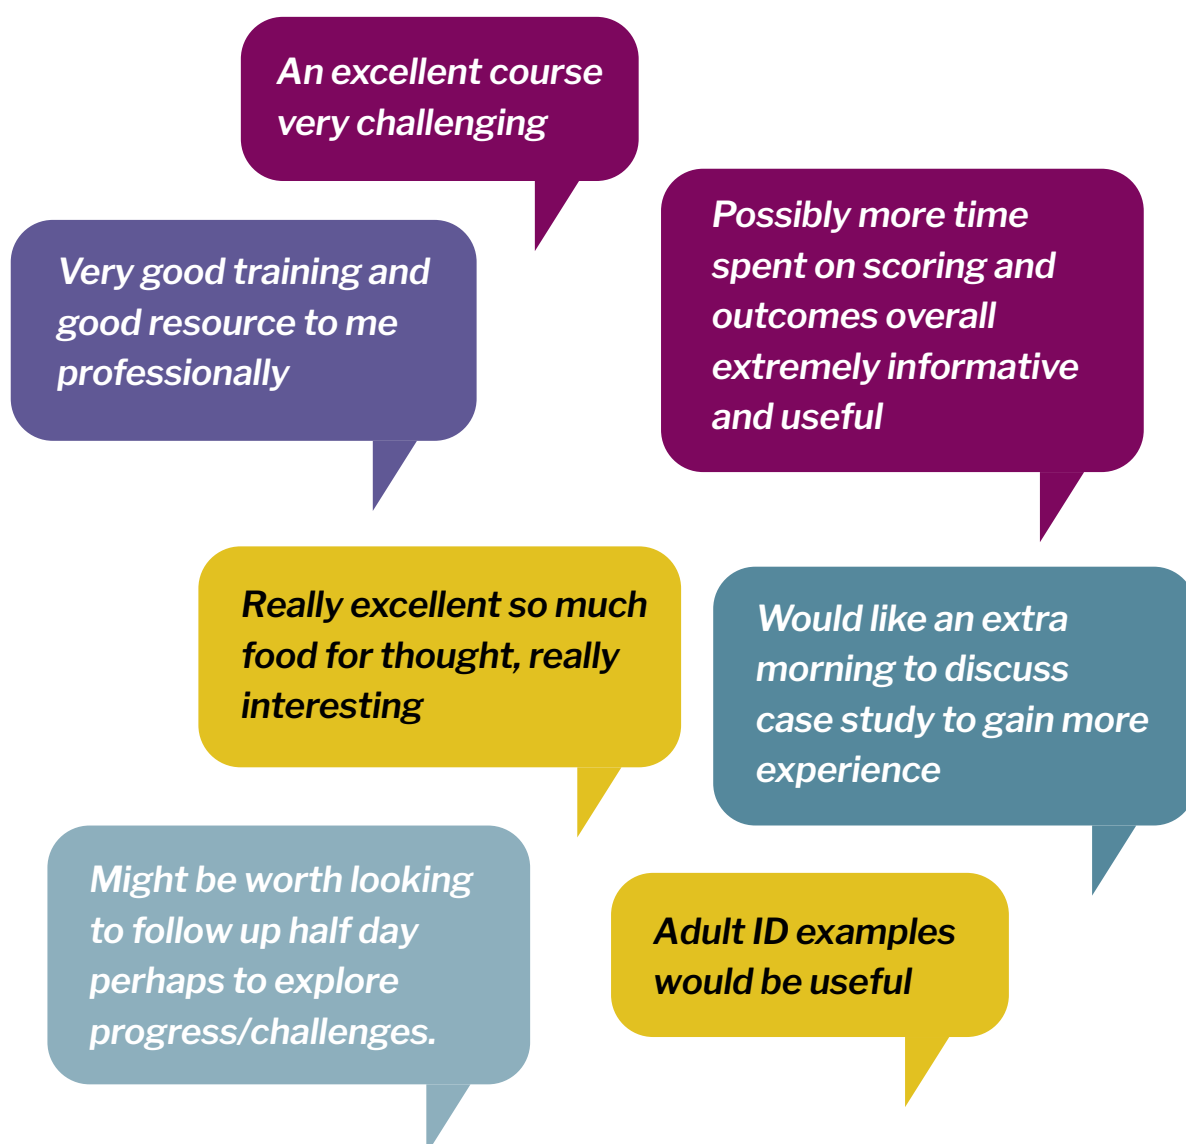 An excellent course
very challenging
Very good training and
good resource to me
professionally
Possibly more time
spent on scoring and
outcomes overall
extremely informative
and useful
Really excellent so much
food for thought, really
interesting
Would like an extra
morning to discuss
case study to gain more
experience
Might be worth looking
to follow up half day
perhaps to explore
progress/challenges.
Adult ID examples
would be useful